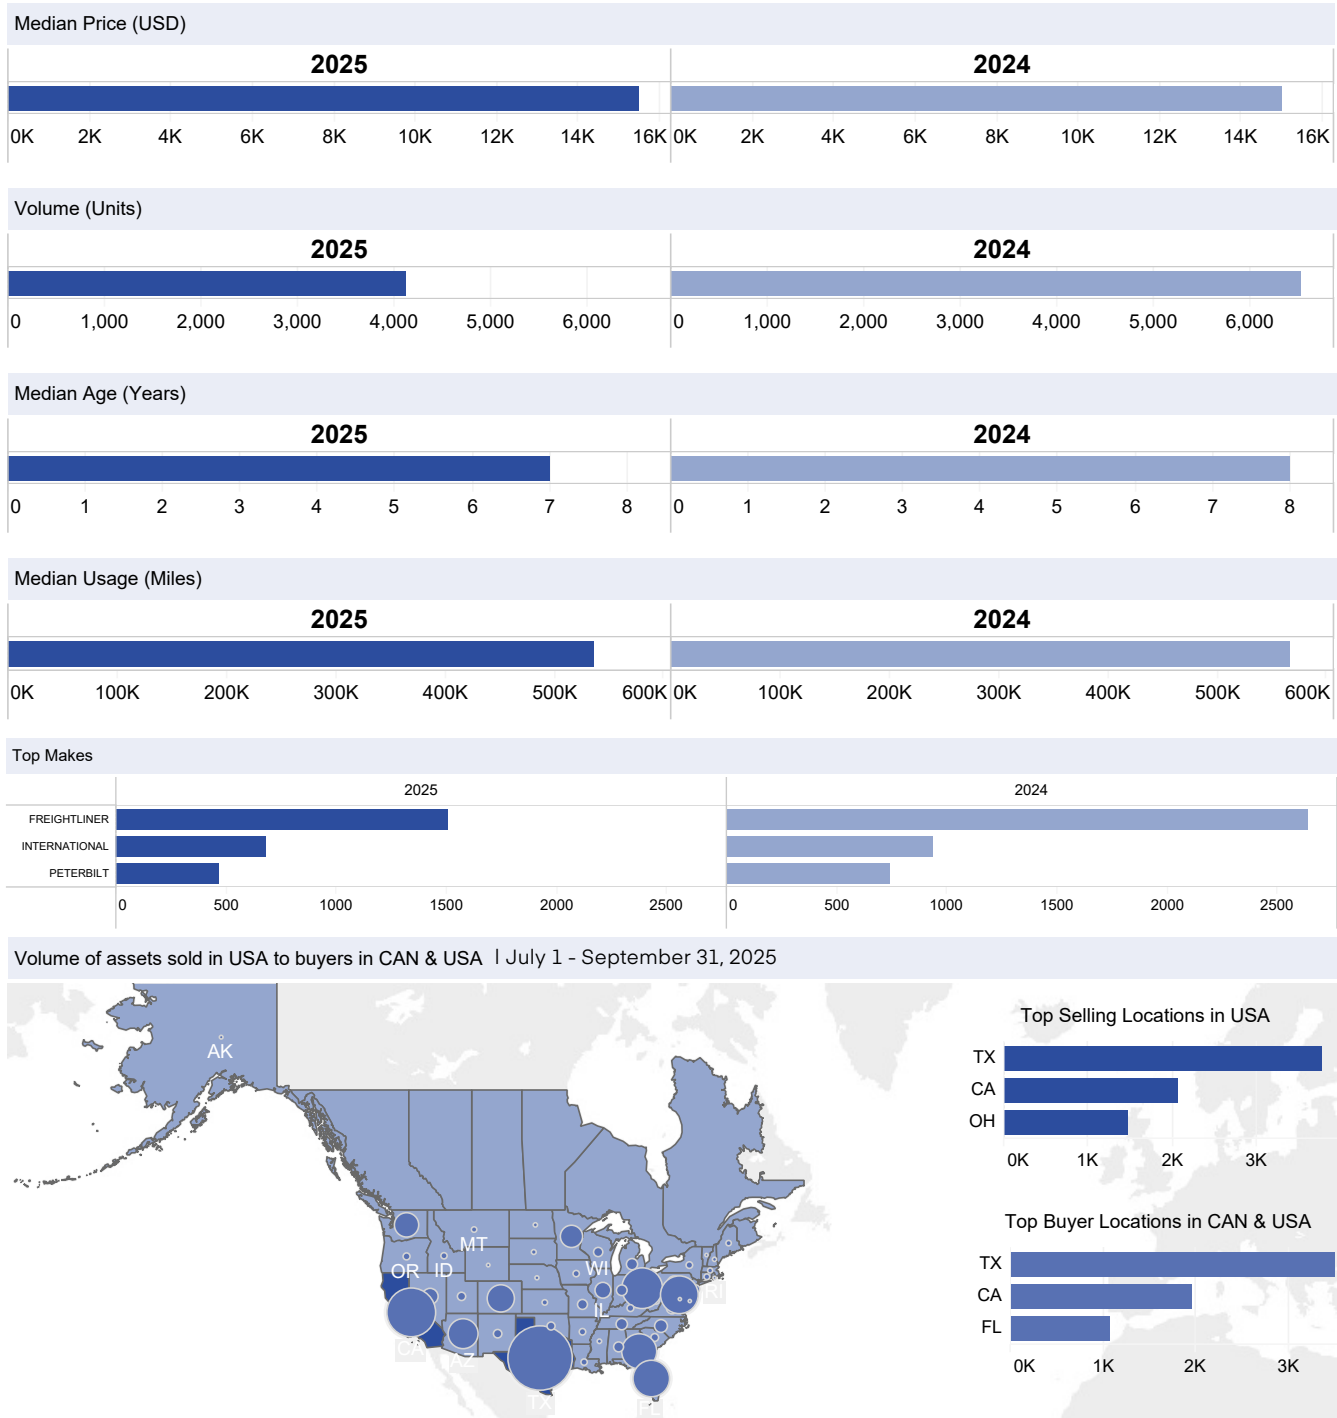 Median Price (USD)
2025 2024
0K 2K 4K 6K 8K 10K 12K 14K 16K 0K 2K 4K 6K 8K 10K 12K 14K 16K
Volume (Units)
2025 2024
0 1,000 2,000 3,000 4,000 5,000 6,000 0 1,000 2,000 3,000 4,000 5,000 6,000
Median Age (Years)
2025 2024
0 1 2 3 4 5 6 7 8 0 1 2 3 4 5 6 7 8
Median Usage (Miles)
2025 2024
0K 100K 200K 300K 400K 500K 600K 0K 100K 200K 300K 400K 500K 600K
Top Makes
2025 2024
FREIGHTLINER
INTERNATIONAL
PETERBILT
0 500 1000 1500 2000 2500 0 500 1000 1500 2000 2500
Volume of assets sold in USA to buyers in CAN & USA | July 1 - September 31, 2025
AK
MT
OR ID
WI
IL
RI
CA
AZ
TX
FL
Top Selling Locations in USA
TX
CA
OH
0K 1K 2K 3K
Top Buyer Locations in CAN & USA
TX
CA
FL
0K 1K 2K 3K